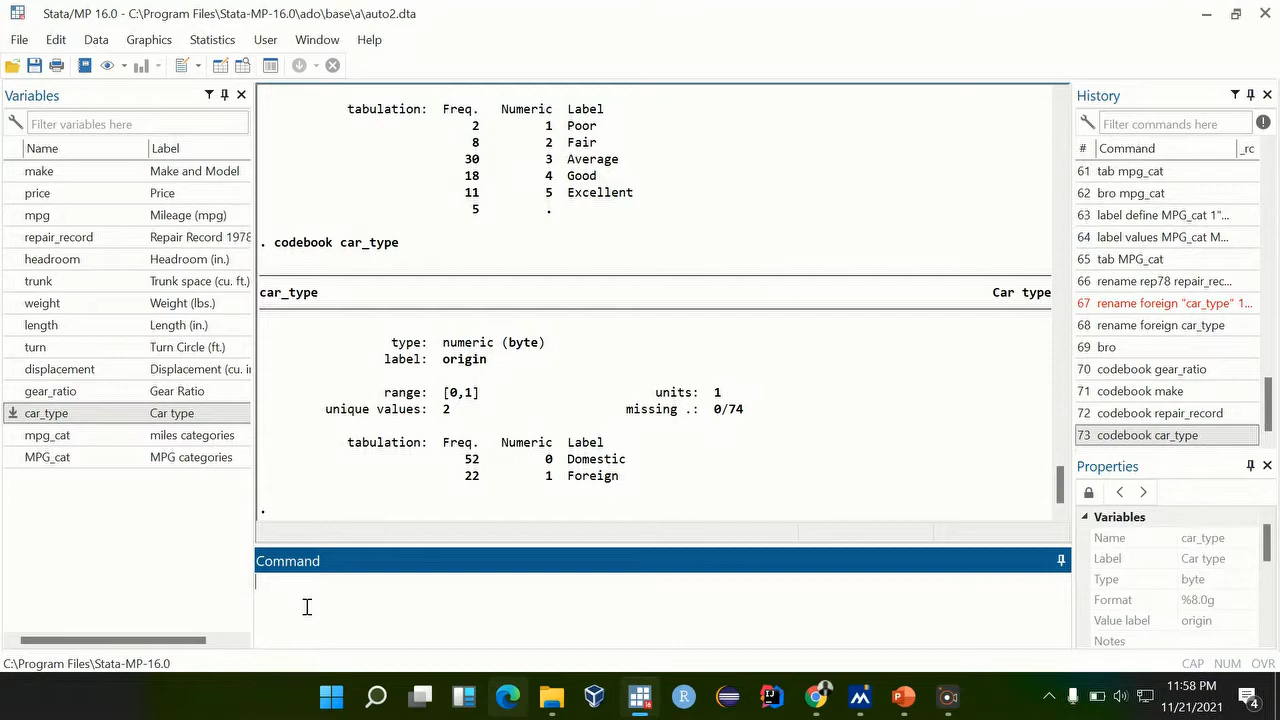 Stata/MP 16.0 - C:\Program Files\Stata-MP-16.0\ado\base\a\auto2.dta
File Edit Data Graphics Statistics User Window Help
Variables
Filter variables here
Name Label
make Make and Model
price Price
mpg Mileage (mpg)
repair_record Repair Record 1978
headroom Headroom (in.)
trunk Trunk space (cu. ft.)
weight Weight (lbs.)
length Length (in.)
turn Turn Circle (ft.)
displacement Displacement (cu. i
gear_ratio Gear Ratio
car_type Car type
mpg_cat miles categories
MPG_cat MPG categories
tabulation: Freq. Numeric Label
2 1 Poor
8 2 Fair
30 3 Average
18 4 Good
11 5 Excellent
5 .
. codebook car_type
car_type Car type
type: numeric (byte)
label: origin
range: [0,1] units: 1
unique values: 2 missing .: 0/74
tabulation: Freq. Numeric Label
52 0 Domestic
22 1 Foreign
.
Command
History
Filter commands here
# Command _rc
61 tab mpg_cat
62 bro mpg_cat
63 label define MPG_cat 1"...
64 label values MPG_cat M...
65 tab MPG_cat
66 rename rep78 repair_rec...
67 rename foreign "car_type" 1...
68 rename foreign car_type
69 bro
70 codebook gear_ratio
71 codebook make
72 codebook repair_record
73 codebook car_type
Properties
Variables
Name car_type
Label Car type
Type byte
Format %8.0g
Value label origin
Notes
C:\Program Files\Stata-MP-16.0
CAP NUM OVR
11:58 PM
11/21/2021
4